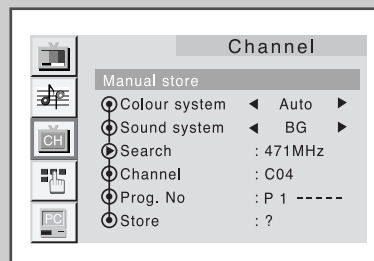 Channel
Manual store
Colour system ◀ Auto ▶
Sound system ◀ BG ▶
Search : 471MHz
CH
Channel : C04
Prog. No : P 1 -----
Store : ?
PC